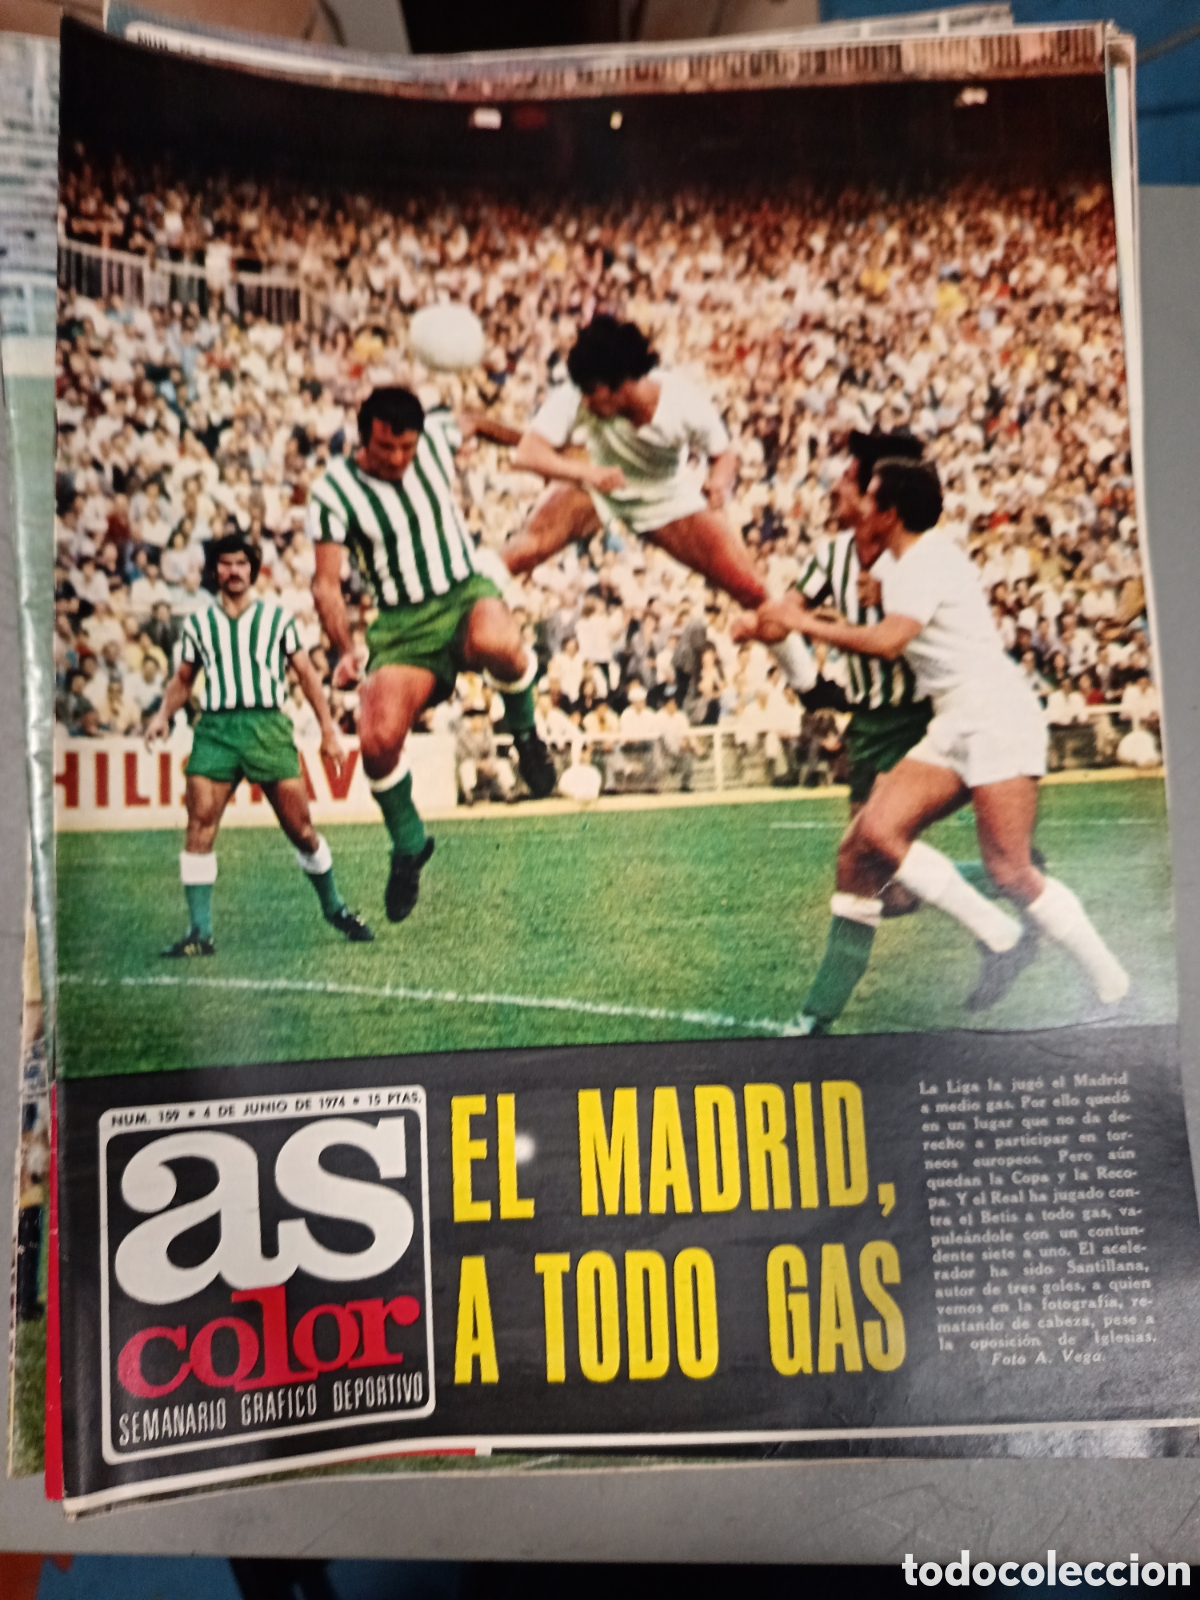 HILI
AV
NUM. 159 • 4 DE JUNIO DE 1974 • 15 PTAS.
as
color
SEMANARIO GRAFICO DEPORTIVO
EL MADRID,
A TODO GAS
La Liga la jugó el Madrid
a medio gas. Por ello quedó
en un lugar que no da de-
recho a participar en tor-
neos europeos. Pero aún
quedan la Copa y la Reco-
pa. Y el Real ha jugado con-
tra el Betis a todo gas, va-
puleándole con un contun-
dente siete a uno. El acele-
rador ha sido Santillana,
autor de tres goles, a quien
vemos en la fotografía, re-
matando de cabeza, pese a
la oposición de Iglesias.
Foto A. Vega.
todocoleccion